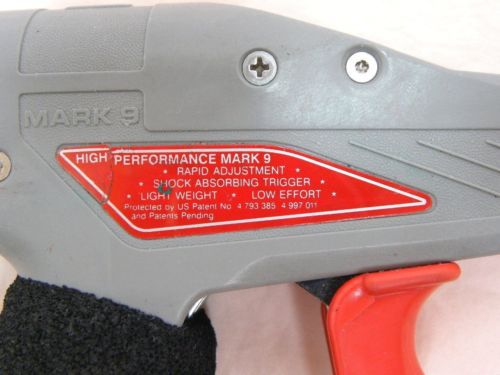 MARK 9
HIGH PERFORMANCE MARK 9
★ RAPID ADJUSTMENT ★
★ SHOCK ABSORBING TRIGGER ★
★ LIGHT WEIGHT ★ LOW EFFORT ★
Protected by US Patent No. 4 793 385 4 997 011
and Patents Pending